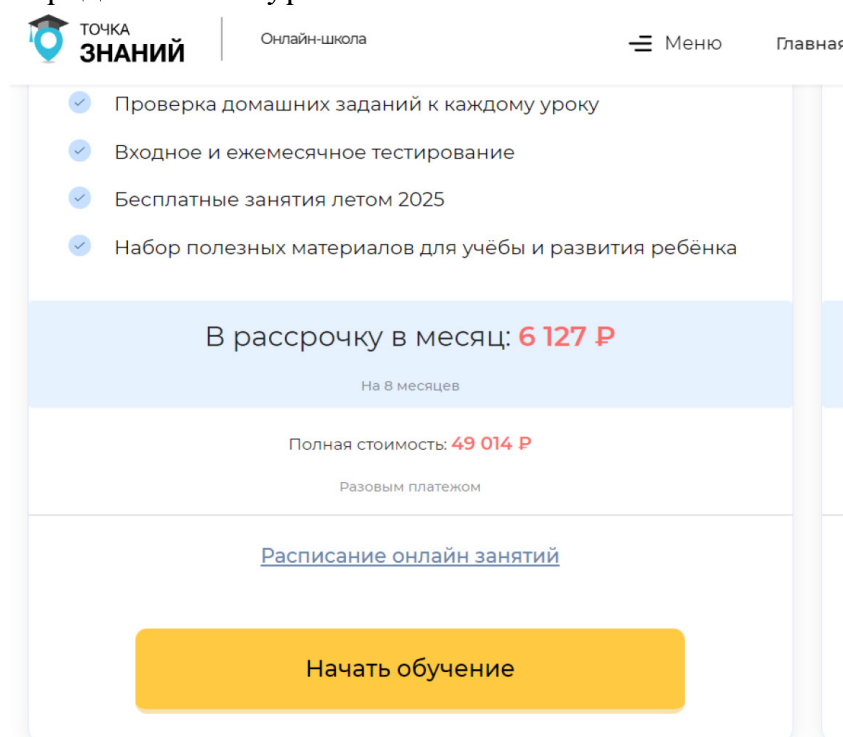 ТОЧКА
ЗНАНИЙ
Онлайн-школа
Меню
Главная
Проверка домашних заданий к каждому уроку
Входное и ежемесячное тестирование
Бесплатные занятия летом 2025
Набор полезных материалов для учёбы и развития ребёнка
В рассрочку в месяц: 6 127 ₽
На 8 месяцев
Полная стоимость: 49 014 ₽
Разовым платежом
Расписание онлайн занятий
Начать обучение